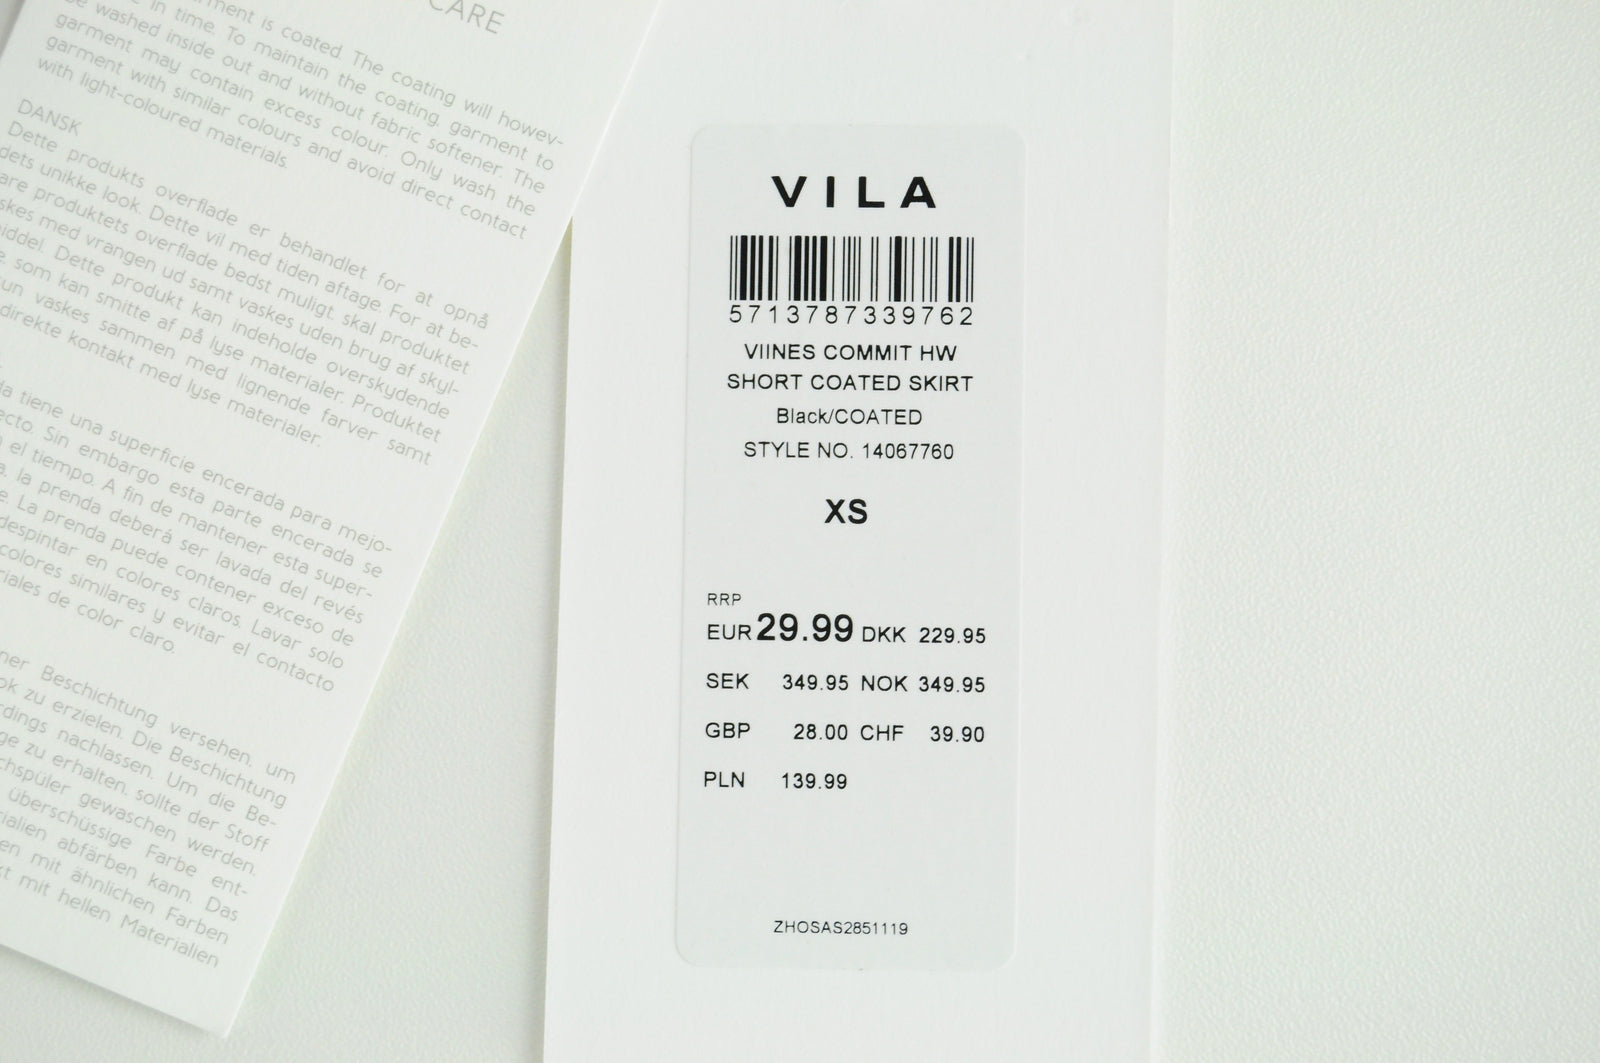 CARE
ment is coated. The coating will howev-
in time. To maintain the coating, garment to
be washed inside out and without fabric softener. The
garment may contain excess colour. Only wash the
garment with similar colours and avoid direct contact
with light-coloured materials.
DANSK
Dette produkts overflade er behandlet for at opnå
dets unikke look. Dette vil med tiden aftage. For at be-
are produktets overflade bedst muligt, skal produktet
skes med vrangen ud samt vaskes uden brug af skyl-
iddel. Dette produkt kan indeholde overskydende
e, som kan smitte af på lyse materialer. Produktet
un vaskes sammen med lignende farver samt
direkte kontakt med lyse materialer.
da tiene una superficie encerada para mejo-
ecto. Sin embargo esta parte encerada se
n el tiempo. A fin de mantener esta super-
a, la prenda deberá ser lavada del revés
e. La prenda puede contener exceso de
despintar en colores claros. Lavar solo
colores similares y evitar el contacto
riales de color claro.
ner Beschichtung versehen, um
ok zu erzielen. Die Beschichtung
rdings nachlassen. Um die Be-
ge zu erhalten, sollte der Stoff
chspüler gewaschen werden.
überschüssige Farbe ent-
ialien abfärben kann. Das
en mit ähnlichen Farben
kt mit hellen Materialien
VILA
5713787339762
VIINES COMMIT HW
SHORT COATED SKIRT
Black/COATED
STYLE NO. 14067760
XS
RRP
EUR 29.99 DKK 229.95
SEK 349.95 NOK 349.95
GBP 28.00 CHF 39.90
PLN 139.99
ZHOSAS2851119